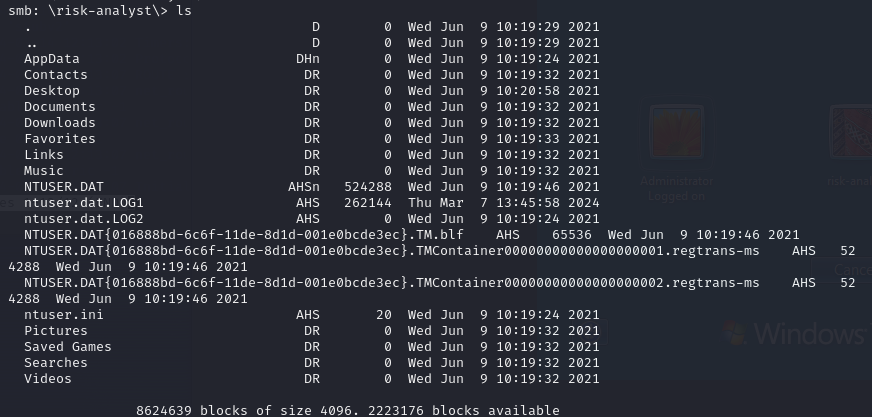 smb: \risk-analyst\> ls
. D 0 Wed Jun 9 10:19:29 2021
.. D 0 Wed Jun 9 10:19:29 2021
AppData DHn 0 Wed Jun 9 10:19:24 2021
Contacts DR 0 Wed Jun 9 10:19:32 2021
Desktop DR 0 Wed Jun 9 10:20:58 2021
Documents DR 0 Wed Jun 9 10:19:32 2021
Downloads DR 0 Wed Jun 9 10:19:32 2021
Favorites DR 0 Wed Jun 9 10:19:33 2021
Links DR 0 Wed Jun 9 10:19:32 2021
Music DR 0 Wed Jun 9 10:19:32 2021
NTUSER.DAT AHSn 524288 Wed Jun 9 10:19:46 2021
ntuser.dat.LOG1 AHS 262144 Thu Mar 7 13:45:58 2024
ntuser.dat.LOG2 AHS 0 Wed Jun 9 10:19:24 2021
NTUSER.DAT{016888bd-6c6f-11de-8d1d-001e0bcde3ec}.TM.blf AHS 65536 Wed Jun 9 10:19:46 2021
NTUSER.DAT{016888bd-6c6f-11de-8d1d-001e0bcde3ec}.TMContainer00000000000000000001.regtrans-ms AHS 52
4288 Wed Jun 9 10:19:46 2021
NTUSER.DAT{016888bd-6c6f-11de-8d1d-001e0bcde3ec}.TMContainer00000000000000000002.regtrans-ms AHS 52
4288 Wed Jun 9 10:19:46 2021
ntuser.ini AHS 20 Wed Jun 9 10:19:24 2021
Pictures DR 0 Wed Jun 9 10:19:32 2021
Saved Games DR 0 Wed Jun 9 10:19:32 2021
Searches DR 0 Wed Jun 9 10:19:32 2021
Videos DR 0 Wed Jun 9 10:19:32 2021
8624639 blocks of size 4096. 2223176 blocks available
Administrator
Logged on
Windows